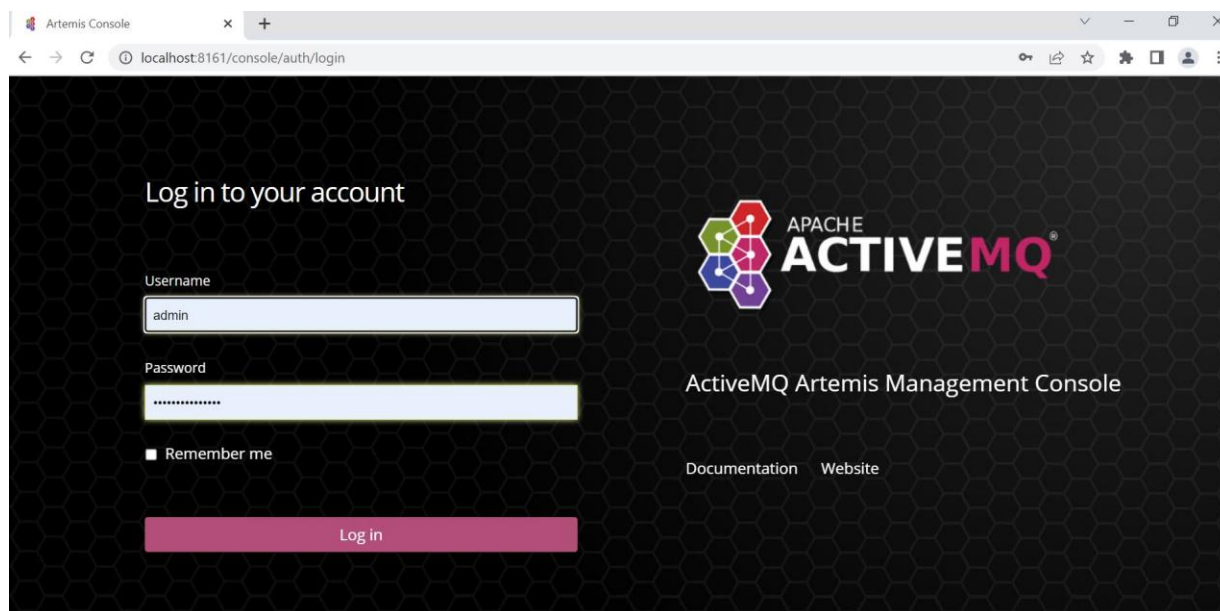 Artemis Console
localhost:8161/console/auth/login
Log in to your account
Username
admin
Password
•••••••••••••••
Remember me
Log in
APACHE
ACTIVEMQ®
ActiveMQ Artemis Management Console
Documentation Website